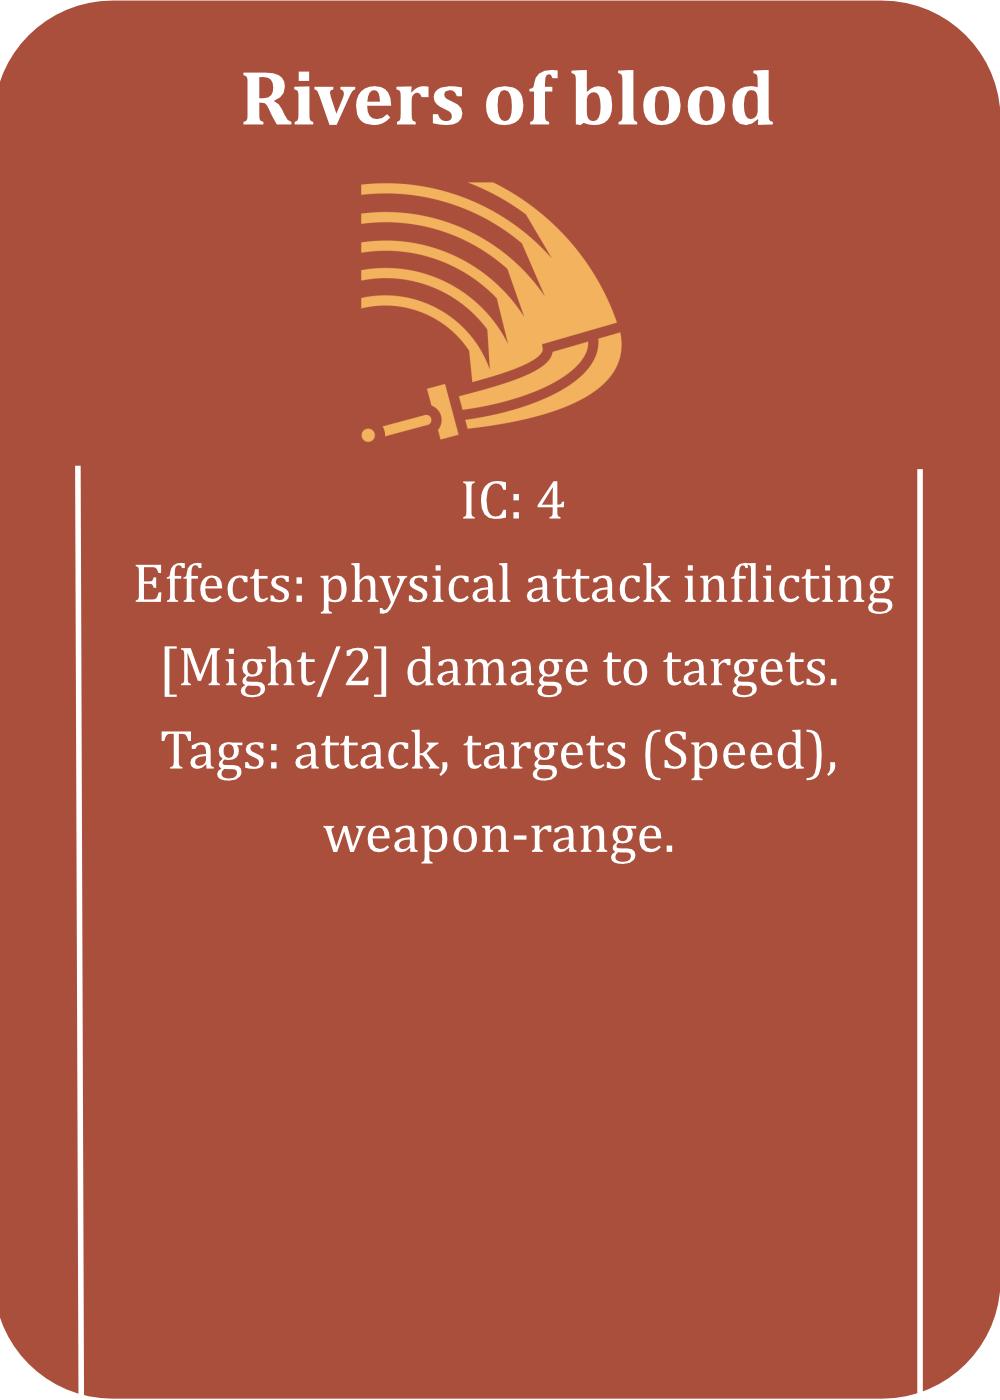 Rivers of blood
IC: 4
Effects: physical attack inflicting
[Might/2] damage to targets.
Tags: attack, targets (Speed),
weapon-range.